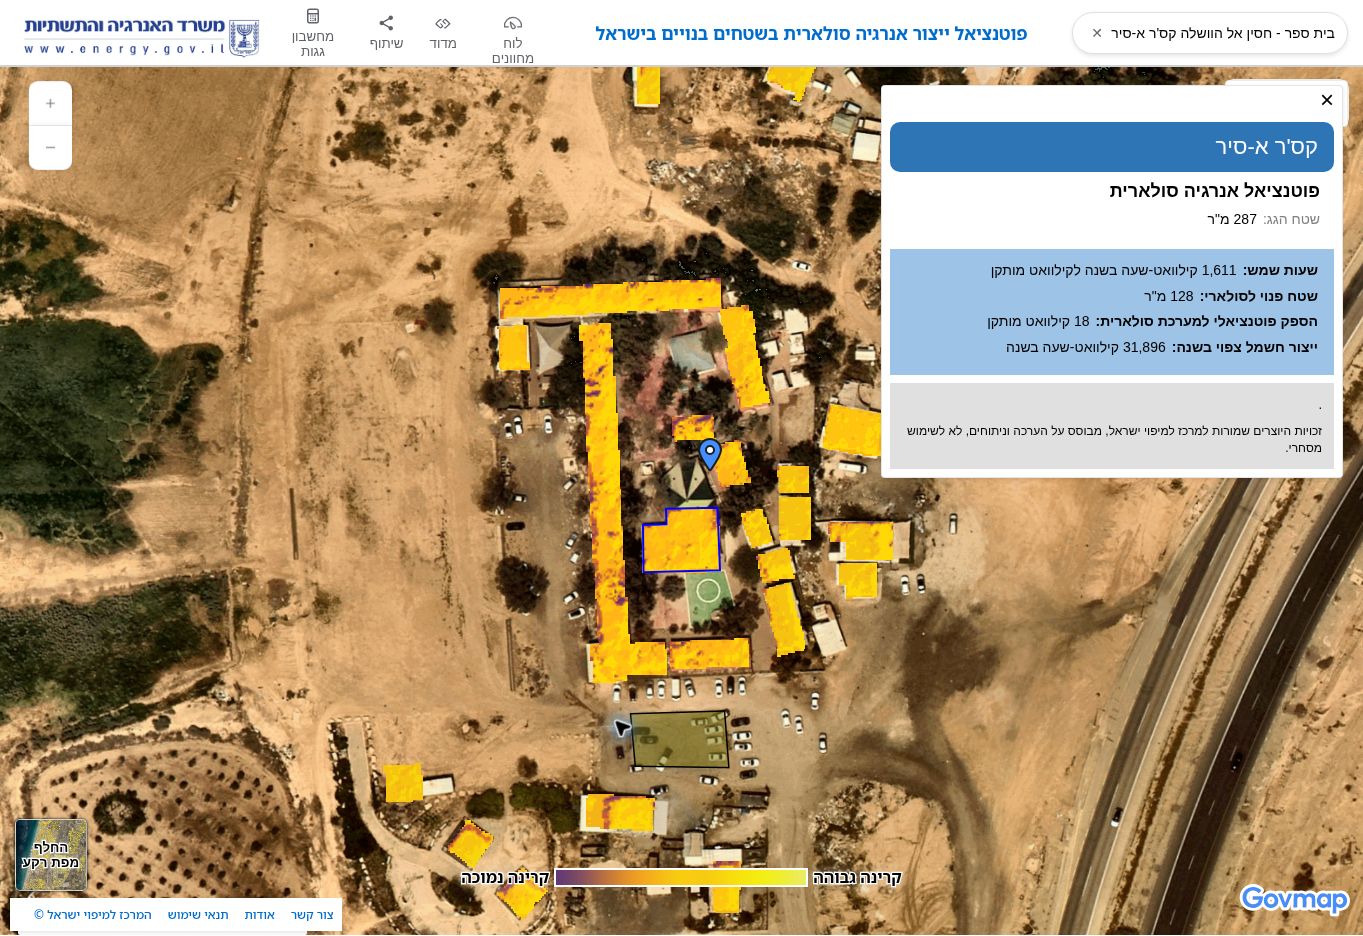 בית ספר - חסין אל הוושלה קס'ר א-סיר ✕
פוטנציאל ייצור אנרגיה סולארית בשטחים בנויים בישראל
לוח
מחוונים
מדוד
שיתוף
מחשבון
גגות
משרד האנרגיה והתשתיות
www.energy.gov.il
+
−
✕
קס'ר א-סיר
פוטנציאל אנרגיה סולארית
שטח הגג: 287 מ"ר
שעות שמש: 1,611 קילוואט-שעה בשנה לקילוואט מותקן
שטח פנוי לסולארי: 128 מ"ר
הספק פוטנציאלי למערכת סולארית: 18 קילוואט מותקן
ייצור חשמל צפוי בשנה: 31,896 קילוואט-שעה בשנה
.
זכויות היוצרים שמורות למרכז למיפוי ישראל, מבוסס על הערכה וניתוחים, לא לשימוש
מסחרי.
החלף
מפת רקע
קרינה גבוהה
קרינה נמוכה
Govmap
צור קשר אודות תנאי שימוש המרכז למיפוי ישראל ©